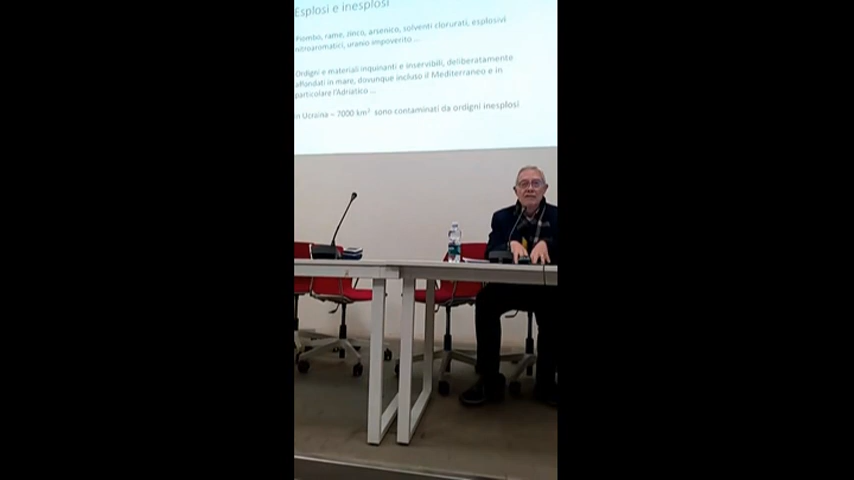 Esplosi e inesplosi
Piombo, rame, zinco, arsenico, solventi clorurati, esplosivi
nitroaromatici, uranio impoverito ...
Ordigni e materiali inquinanti e inservibili, deliberatamente
affondati in mare, dovunque incluso il Mediterraneo e in
particolare l'Adriatico ...
in Ucraina – 7000 km² sono contaminati da ordigni inesplosi